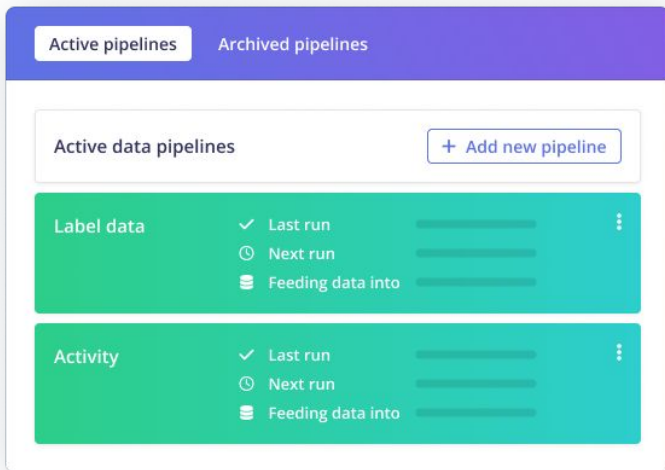 Active pipelines Archived pipelines
Active data pipelines + Add new pipeline
Label data Last run
Next run
Feeding data into
Activity Last run
Next run
Feeding data into